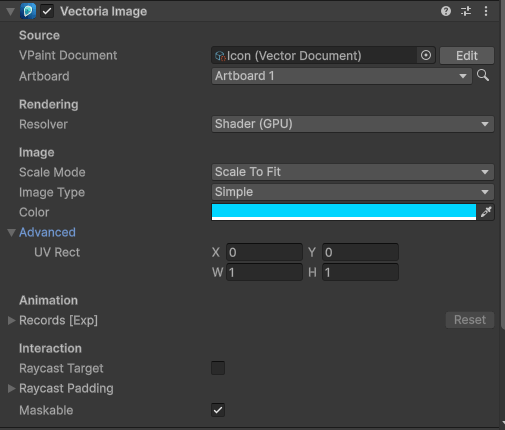 Vectoria Image
Source
VPaint Document Icon (Vector Document) Edit
Artboard Artboard 1
Rendering
Resolver Shader (GPU)
Image
Scale Mode Scale To Fit
Image Type Simple
Color
Advanced
UV Rect X 0 Y 0
W 1 H 1
Animation
Records [Exp] Reset
Interaction
Raycast Target
Raycast Padding
Maskable